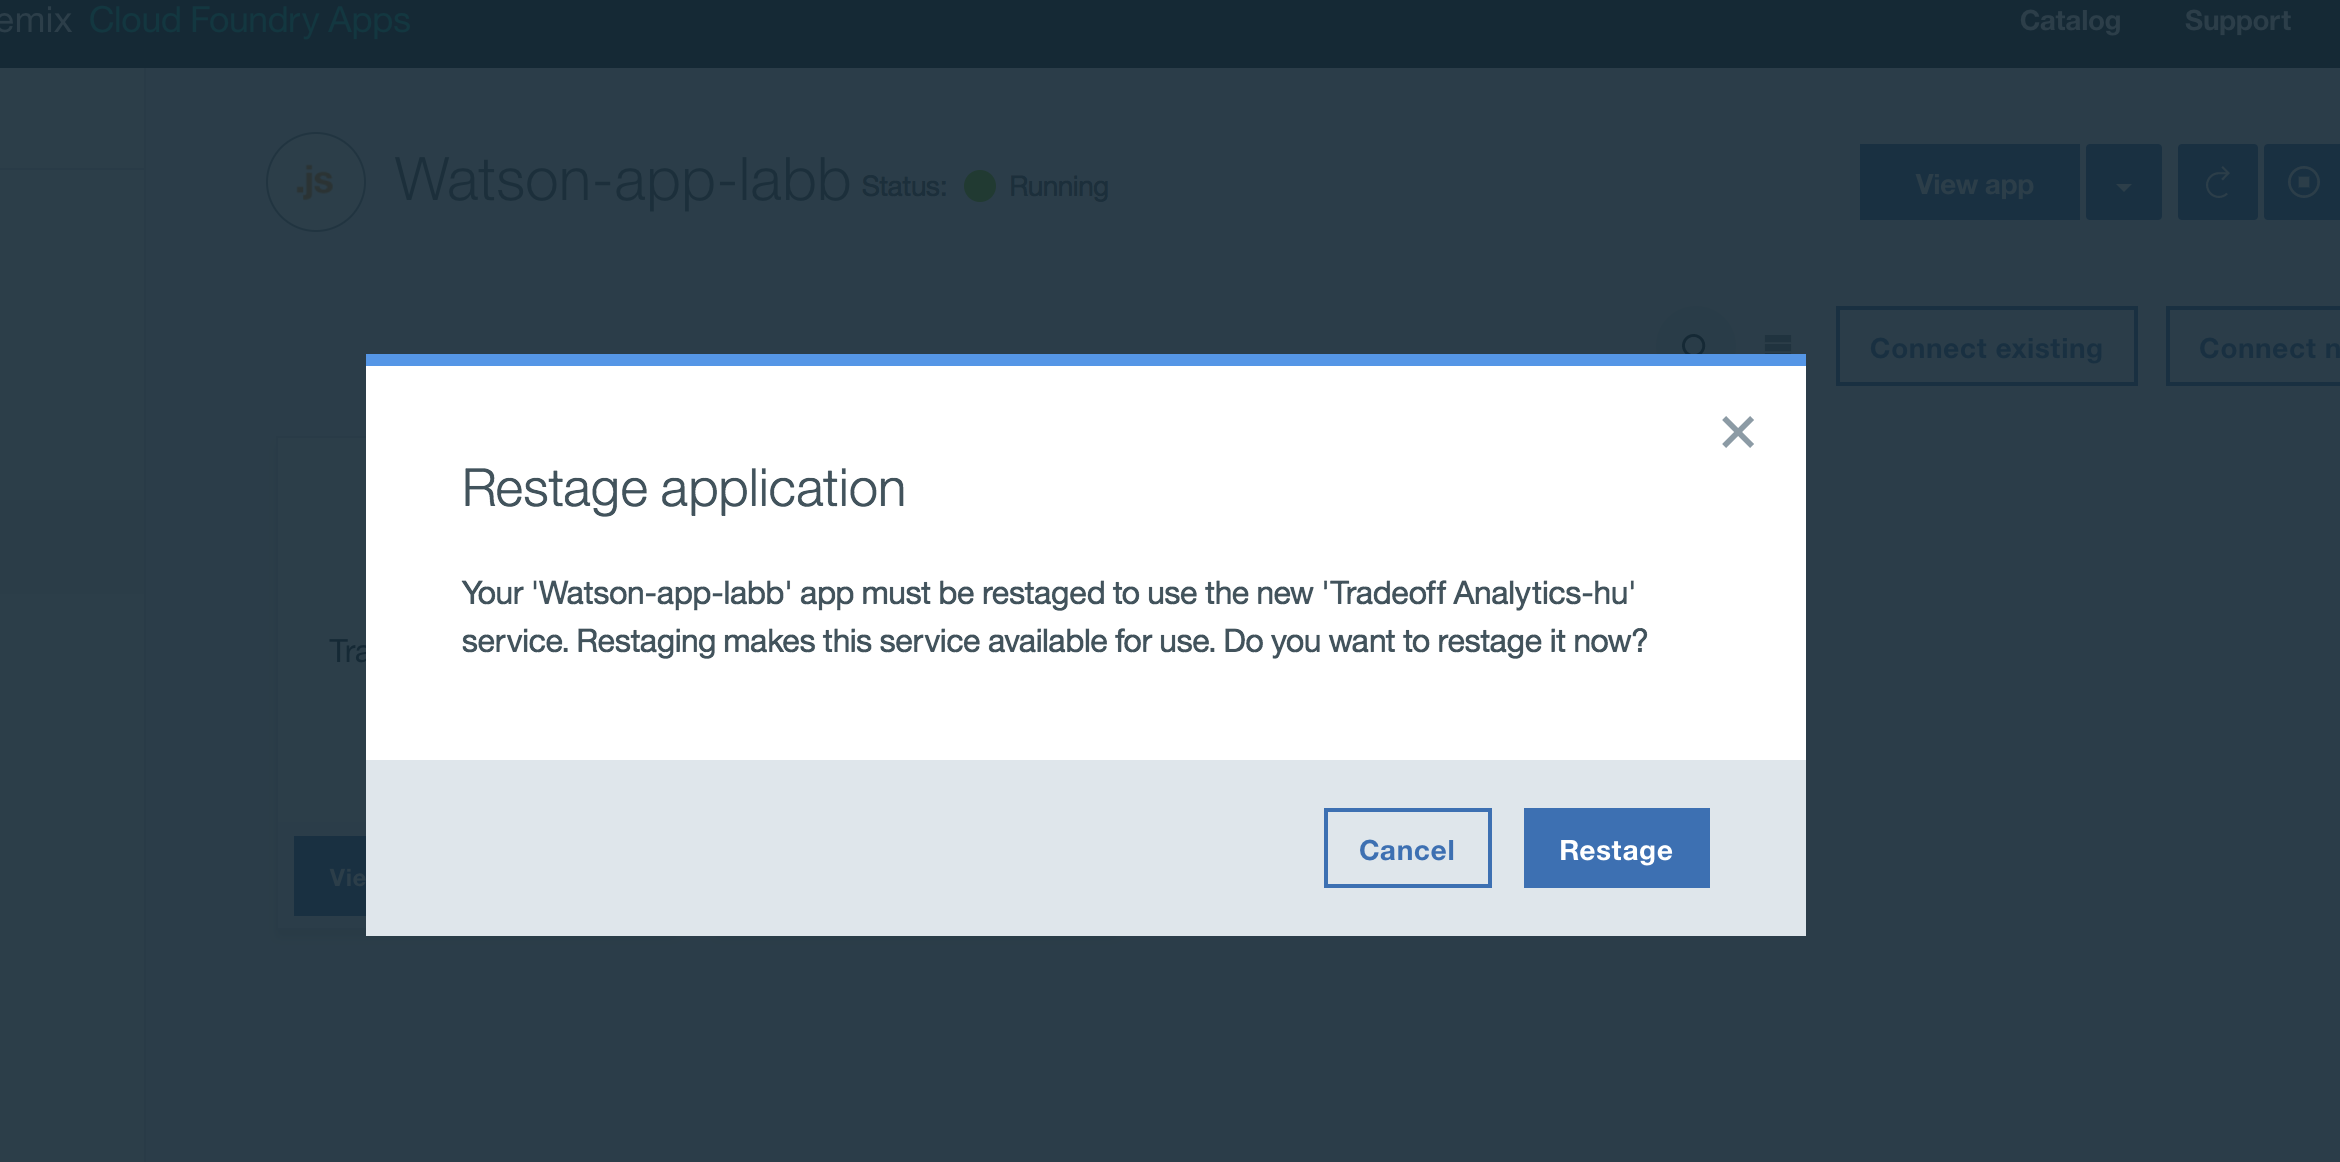 emix Cloud Foundry Apps
Catalog Support
.js Watson-app-labb Status: Running
View app
Connect existing Connect n
Restage application
Your 'Watson-app-labb' app must be restaged to use the new 'Tradeoff Analytics-hu'
service. Restaging makes this service available for use. Do you want to restage it now?
Tra
Vie
Cancel Restage